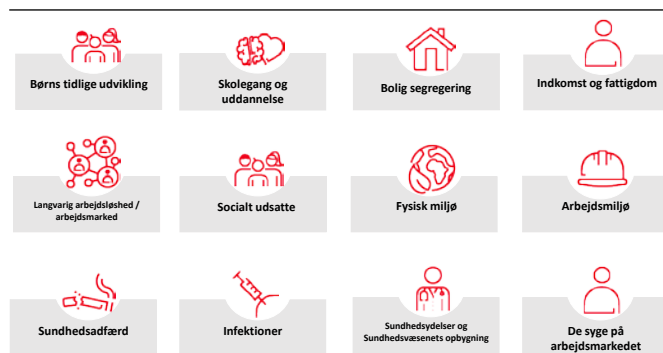 Børns tidlige udvikling
Skolegang og
uddannelse
Bolig segregering
Indkomst og fattigdom
Langvarig arbejdsløshed /
arbejdsmarked
Socialt udsatte
Fysisk miljø
Arbejdsmiljø
Sundhedsadfærd
Infektioner
Sundhedsydelser og
Sundhedsvæsenets opbygning
De syge på
arbejdsmarkedet